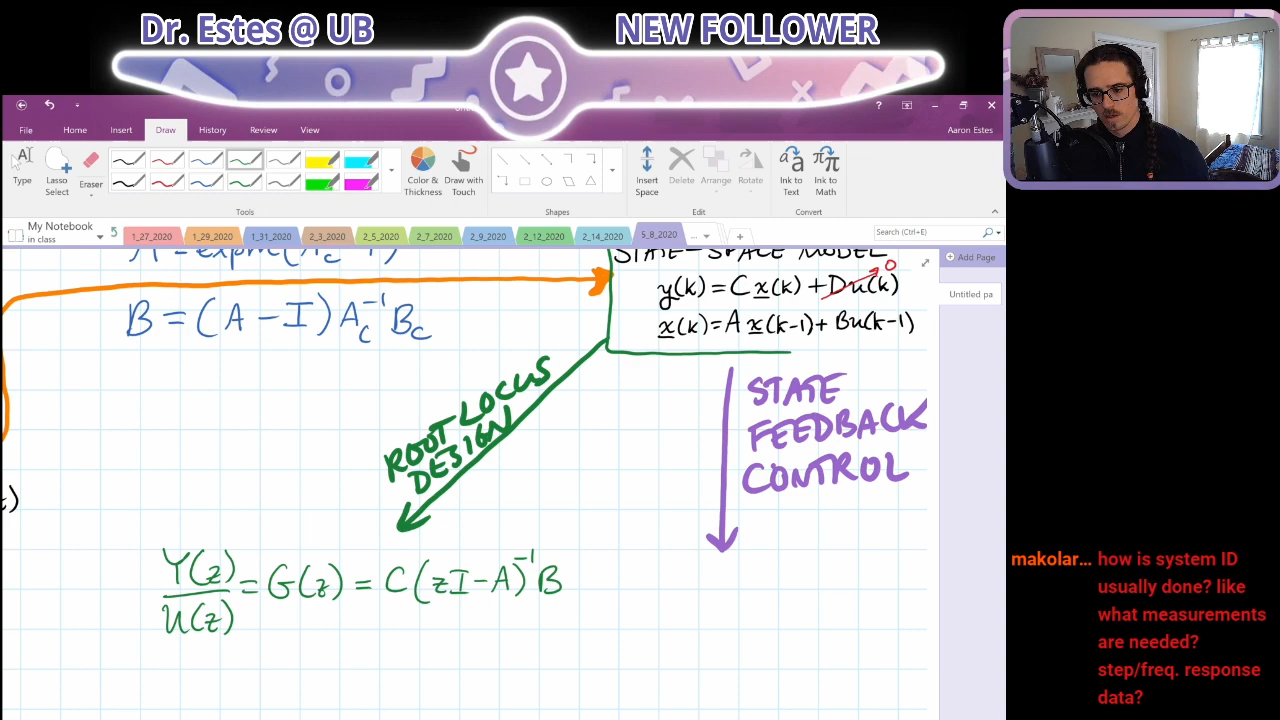 Dr. Estes @ UB
NEW FOLLOWER
Aaron Estes
File Home Insert Draw History Review View
Type
Lasso Select
Eraser
Color & Thickness
Draw with Touch
Insert Space
Delete
Arrange
Rotate
Ink to Text
Ink to Math
Tools
Shapes
Edit
Convert
My Notebook
in class
1_27_2020 1_29_2020 1_31_2020 2_3_2020 2_5_2020 2_7_2020 2_9_2020 2_12_2020 2_14_2020 5_8_2020 ...
Search (Ctrl+E)
Add Page
Untitled pa
STATE-SPACE MODEL
y(k) = C x(k) + Du(k) 0
x(k) = A x(k-1) + Bu(k-1)
B = (A - I) A_c^-1 B_c
ROOT LOCUS
DESIGN
STATE
FEEDBACK
CONTROL
Y(z)/U(z) = G(z) = C(zI-A)^-1 B
makolar... how is system ID
usually done? like
what measurements
are needed?
step/freq. response
data?